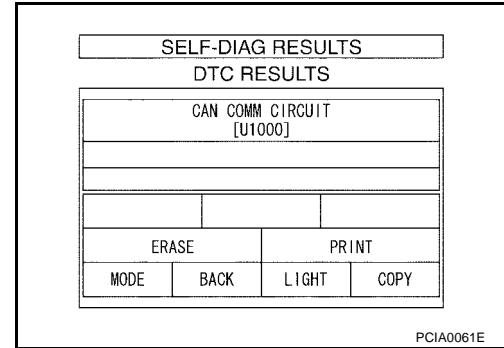 SELF-DIAG RESULTS
DTC RESULTS
CAN COMM CIRCUIT
[U1000]
ERASE PRINT
MODE BACK LIGHT COPY
PCIA0061E